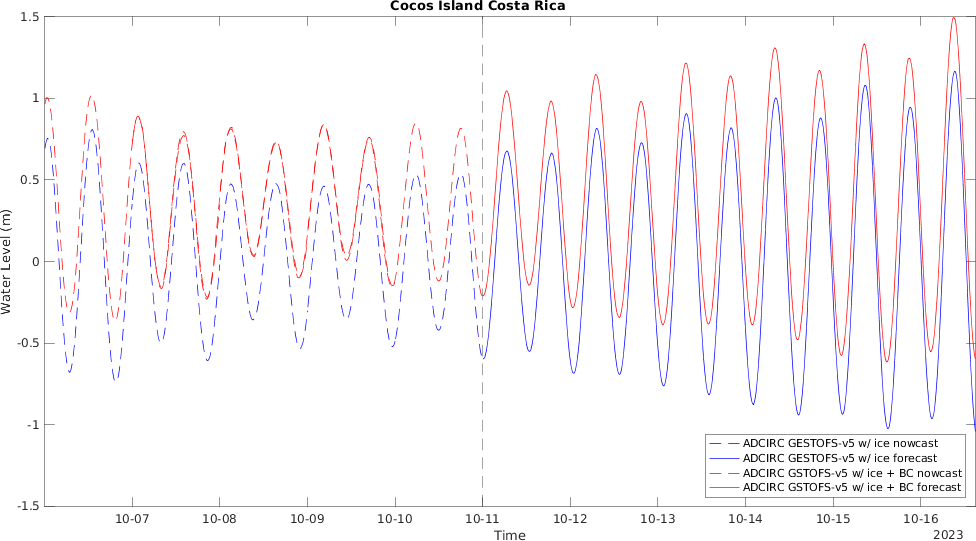 Cocos Island Costa Rica
1.5
1
0.5
0
-0.5
-1
-1.5
Water Level (m)
ADCIRC GESTOFS-v5 w/ ice nowcast
ADCIRC GESTOFS-v5 w/ ice forecast
ADCIRC GSTOFS-v5 w/ ice + BC nowcast
ADCIRC GSTOFS-v5 w/ ice + BC forecast
10-07 10-08 10-09 10-10 10-11 10-12 10-13 10-14 10-15 10-16
Time
2023